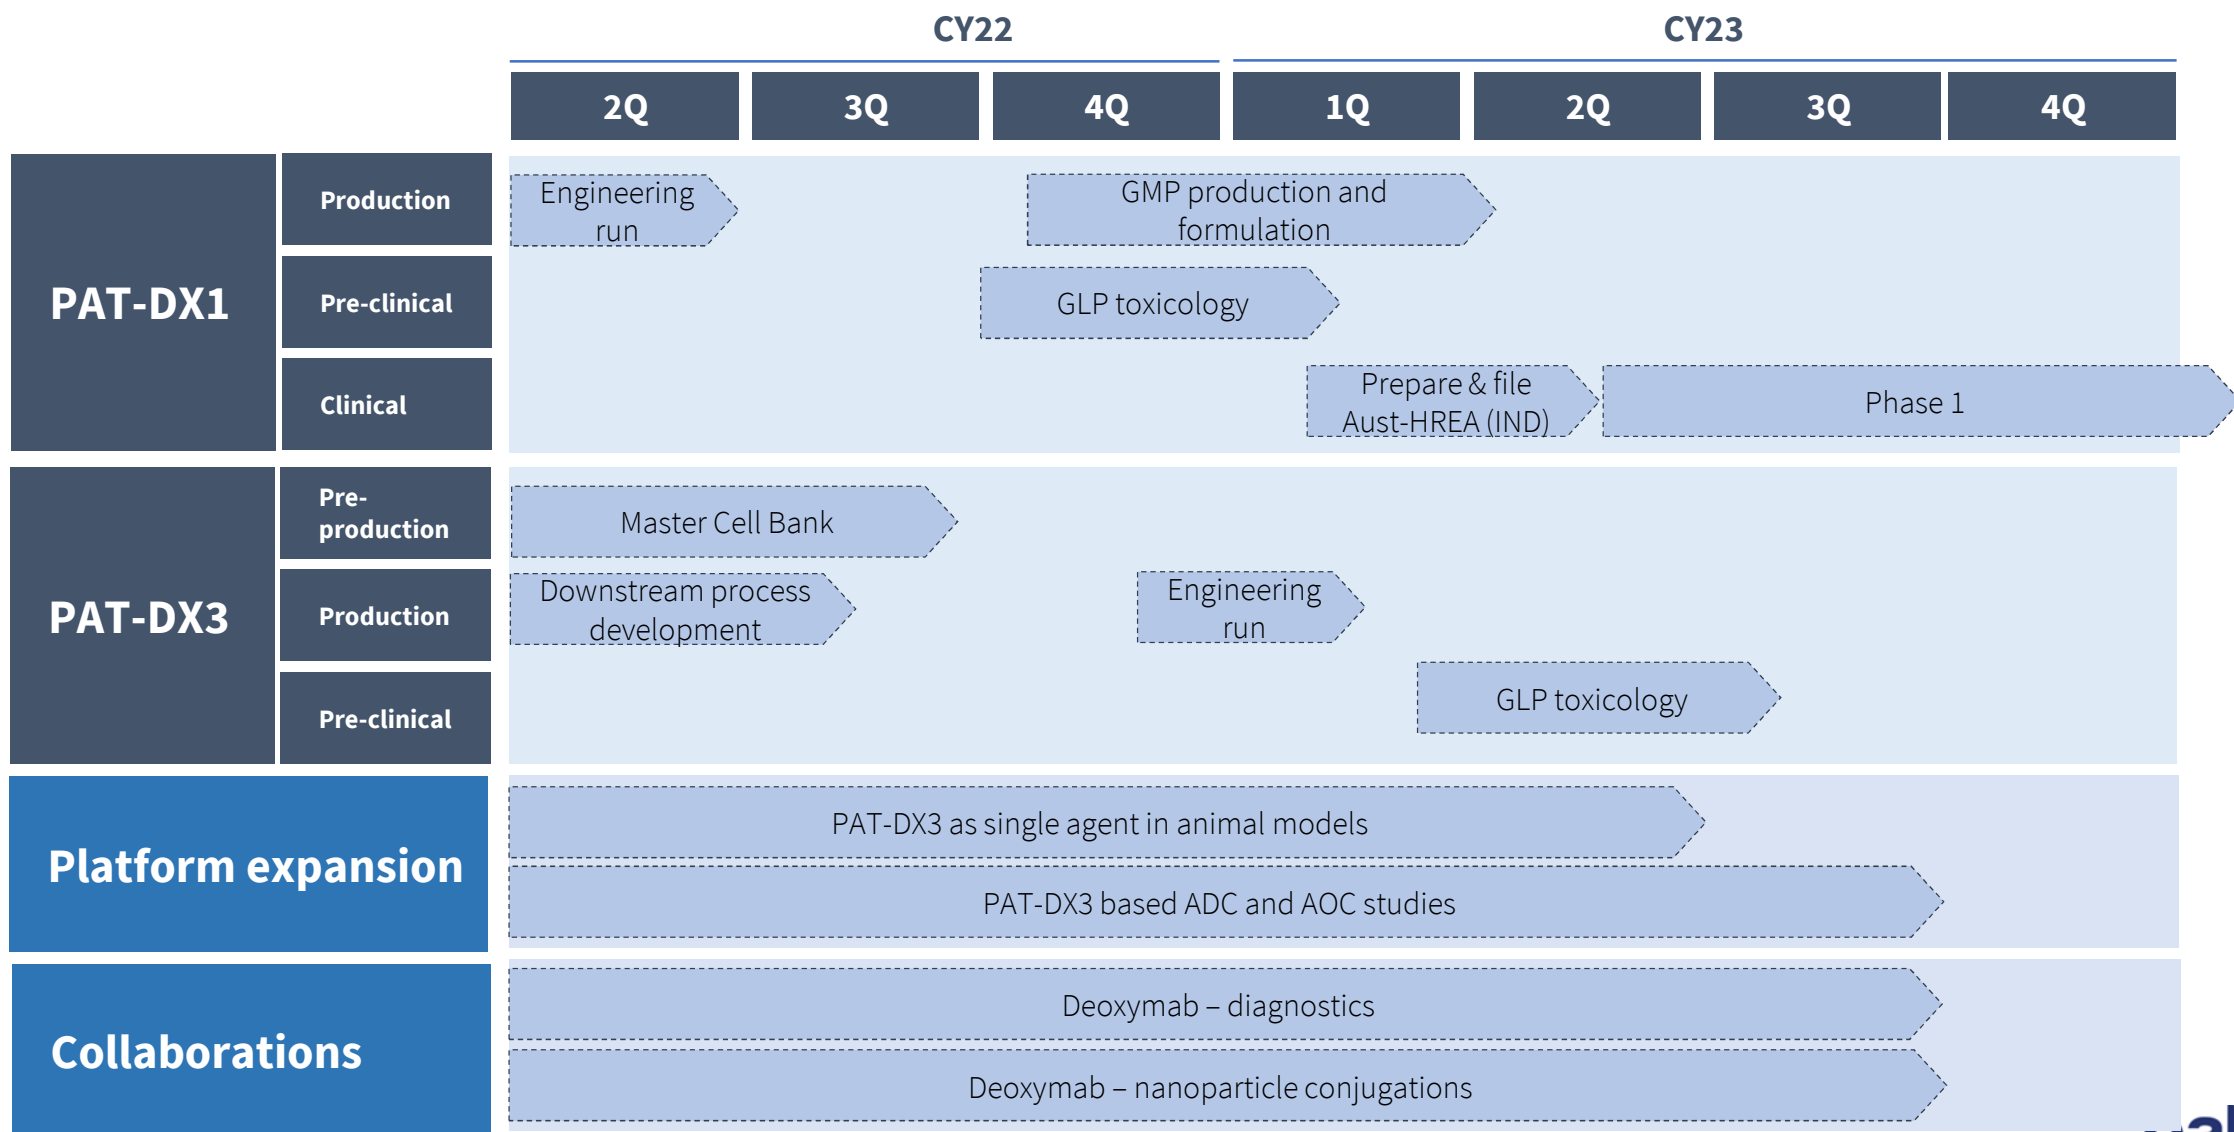 CY22
CY23
2Q
3Q
4Q
1Q
2Q
3Q
4Q
PAT-DX1
Production
Engineering
run
GMP production and
formulation
Pre-clinical
GLP toxicology
Clinical
Prepare & file
Aust-HREA (IND)
Phase 1
PAT-DX3
Pre-
production
Master Cell Bank
Production
Downstream process
development
Engineering
run
Pre-clinical
GLP toxicology
Platform expansion
PAT-DX3 as single agent in animal models
PAT-DX3 based ADC and AOC studies
Collaborations
Deoxymab – diagnostics
Deoxymab – nanoparticle conjugations